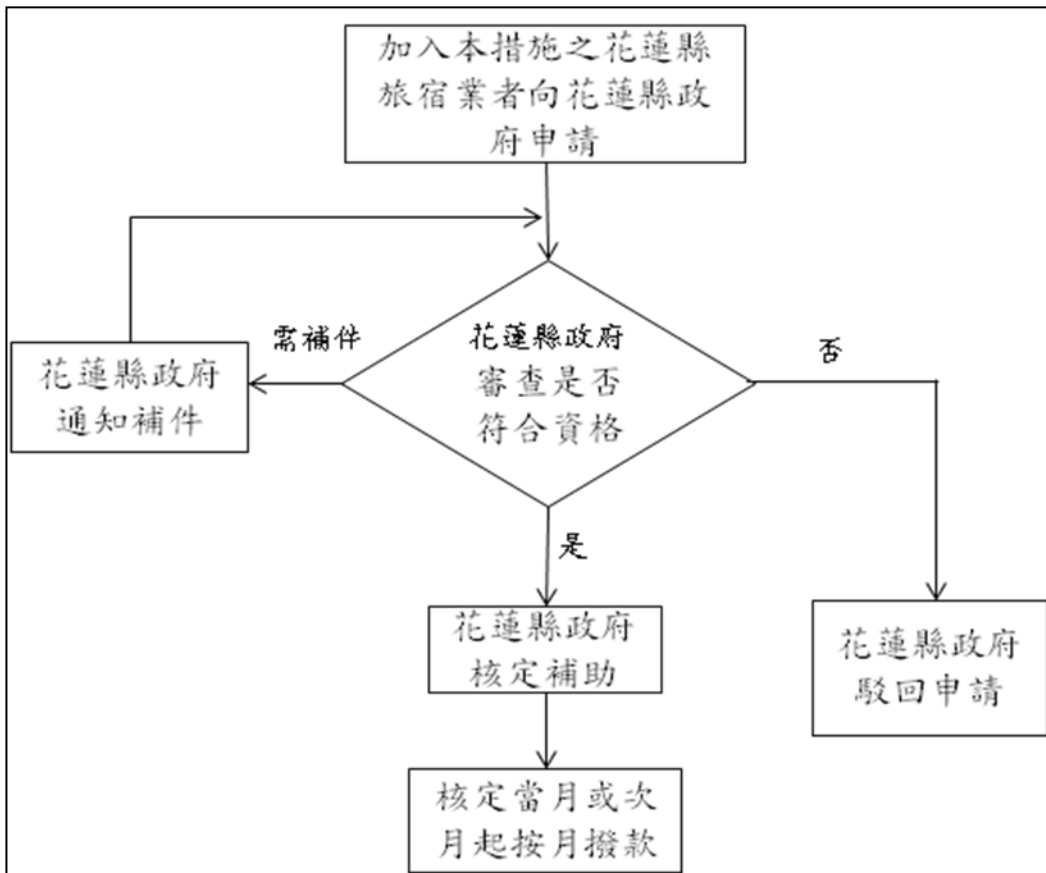 加入本措施之花蓮縣
旅宿業者向花蓮縣政
府申請
需補件
花蓮縣政府
審查是否
符合資格
否
花蓮縣政府
通知補件
是
花蓮縣政府
核定補助
花蓮縣政府
駁回申請
核定當月或次
月起按月撥款